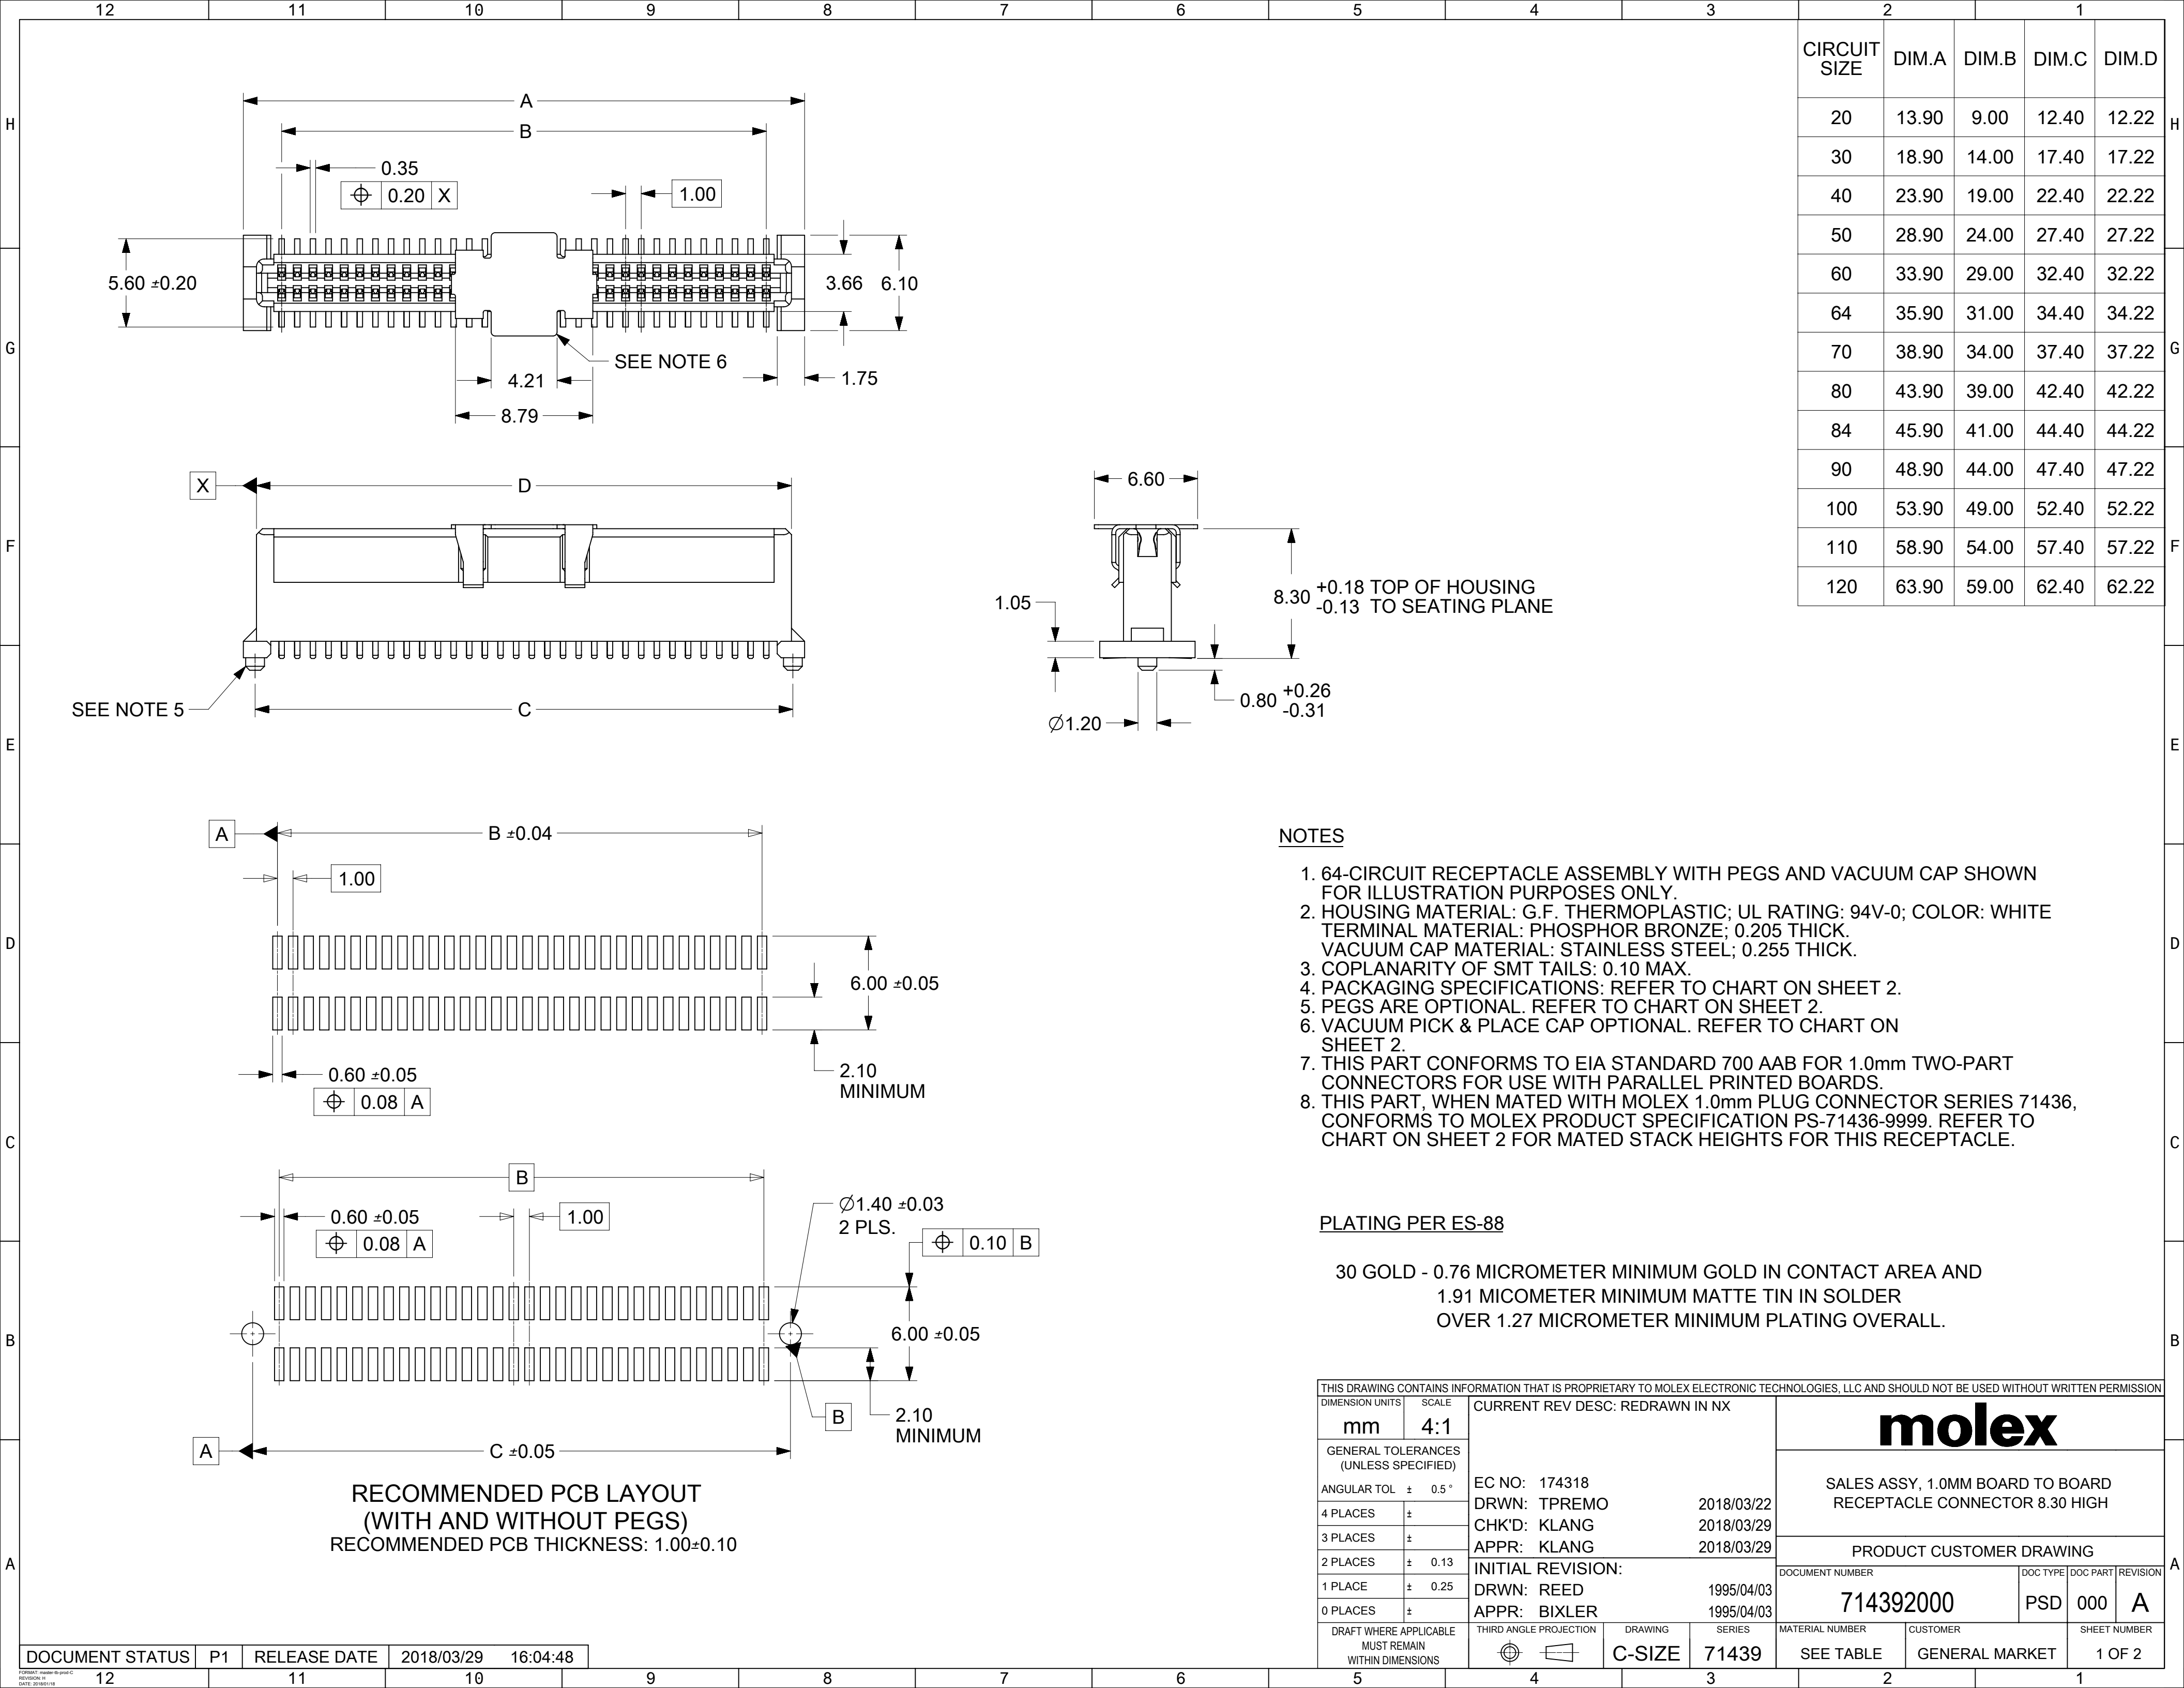 12 11 10 9 8 7 6 5 4 3 2 1
H
G
F
E
D
C
B
A
H
G
F
E
D
C
B
A
CIRCUIT SIZE DIM.A DIM.B DIM.C DIM.D
20 13.90 9.00 12.40 12.22
30 18.90 14.00 17.40 17.22
40 23.90 19.00 22.40 22.22
50 28.90 24.00 27.40 27.22
60 33.90 29.00 32.40 32.22
64 35.90 31.00 34.40 34.22
70 38.90 34.00 37.40 37.22
80 43.90 39.00 42.40 42.22
84 45.90 41.00 44.40 44.22
90 48.90 44.00 47.40 47.22
100 53.90 49.00 52.40 52.22
110 58.90 54.00 57.40 57.22
120 63.90 59.00 62.40 62.22
A
B
0.35
0.20 X
1.00
5.60 ±0.20
3.66 6.10
SEE NOTE 6
4.21
1.75
8.79
X
D
SEE NOTE 5
C
6.60
1.05
8.30 +0.18 -0.13 TOP OF HOUSING
TO SEATING PLANE
0.80 +0.26 -0.31
∅1.20
A
B ±0.04
1.00
6.00 ±0.05
0.60 ±0.05
0.08 A
2.10
MINIMUM
B
0.60 ±0.05
0.08 A
1.00
∅1.40 ±0.03
2 PLS.
0.10 B
6.00 ±0.05
B
2.10
MINIMUM
A
C ±0.05
RECOMMENDED PCB LAYOUT
(WITH AND WITHOUT PEGS)
RECOMMENDED PCB THICKNESS: 1.00±0.10
NOTES
1. 64-CIRCUIT RECEPTACLE ASSEMBLY WITH PEGS AND VACUUM CAP SHOWN
FOR ILLUSTRATION PURPOSES ONLY.
2. HOUSING MATERIAL: G.F. THERMOPLASTIC; UL RATING: 94V-0; COLOR: WHITE
TERMINAL MATERIAL: PHOSPHOR BRONZE; 0.205 THICK.
VACUUM CAP MATERIAL: STAINLESS STEEL; 0.255 THICK.
3. COPLANARITY OF SMT TAILS: 0.10 MAX.
4. PACKAGING SPECIFICATIONS: REFER TO CHART ON SHEET 2.
5. PEGS ARE OPTIONAL. REFER TO CHART ON SHEET 2.
6. VACUUM PICK & PLACE CAP OPTIONAL. REFER TO CHART ON
SHEET 2.
7. THIS PART CONFORMS TO EIA STANDARD 700 AAB FOR 1.0mm TWO-PART
CONNECTORS FOR USE WITH PARALLEL PRINTED BOARDS.
8. THIS PART, WHEN MATED WITH MOLEX 1.0mm PLUG CONNECTOR SERIES 71436,
CONFORMS TO MOLEX PRODUCT SPECIFICATION PS-71436-9999. REFER TO
CHART ON SHEET 2 FOR MATED STACK HEIGHTS FOR THIS RECEPTACLE.
PLATING PER ES-88
30 GOLD - 0.76 MICROMETER MINIMUM GOLD IN CONTACT AREA AND
1.91 MICOMETER MINIMUM MATTE TIN IN SOLDER
OVER 1.27 MICROMETER MINIMUM PLATING OVERALL.
THIS DRAWING CONTAINS INFORMATION THAT IS PROPRIETARY TO MOLEX ELECTRONIC TECHNOLOGIES, LLC AND SHOULD NOT BE USED WITHOUT WRITTEN PERMISSION
DIMENSION UNITS SCALE
mm 4:1
GENERAL TOLERANCES
(UNLESS SPECIFIED)
ANGULAR TOL ± 0.5 °
4 PLACES ±
3 PLACES ±
2 PLACES ± 0.13
1 PLACE ± 0.25
0 PLACES ±
DRAFT WHERE APPLICABLE
MUST REMAIN
WITHIN DIMENSIONS
CURRENT REV DESC: REDRAWN IN NX
EC NO: 174318
DRWN: TPREMO 2018/03/22
CHK'D: KLANG 2018/03/29
APPR: KLANG 2018/03/29
INITIAL REVISION:
DRWN: REED 1995/04/03
APPR: BIXLER 1995/04/03
THIRD ANGLE PROJECTION DRAWING SERIES
C-SIZE 71439
molex
SALES ASSY, 1.0MM BOARD TO BOARD
RECEPTACLE CONNECTOR 8.30 HIGH
PRODUCT CUSTOMER DRAWING
DOCUMENT NUMBER DOC TYPE DOC PART REVISION
714392000 PSD 000 A
MATERIAL NUMBER CUSTOMER SHEET NUMBER
SEE TABLE GENERAL MARKET 1 OF 2
DOCUMENT STATUS P1 RELEASE DATE 2018/03/29 16:04:48
FORMAT: master-tb-prod-C
REVISION: H
DATE: 2018/01/18
12 11 10 9 8 7 6 5 4 3 2 1